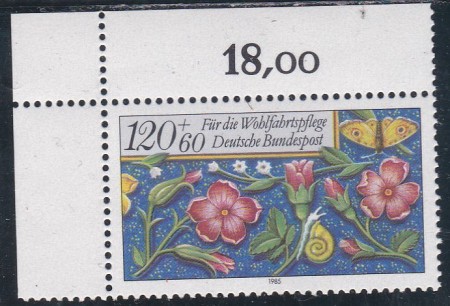 18,00
120+60 Für die Wohlfahrtspflege
Deutsche Bundespost
1985